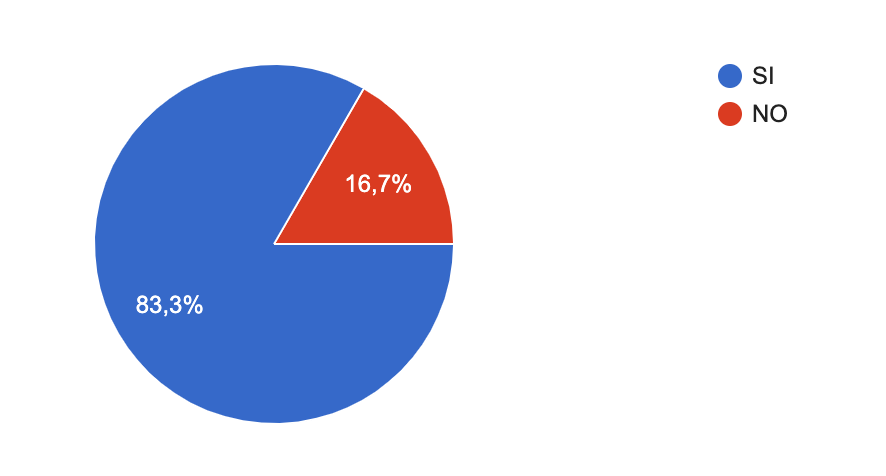 SI
NO
16,7%
83,3%